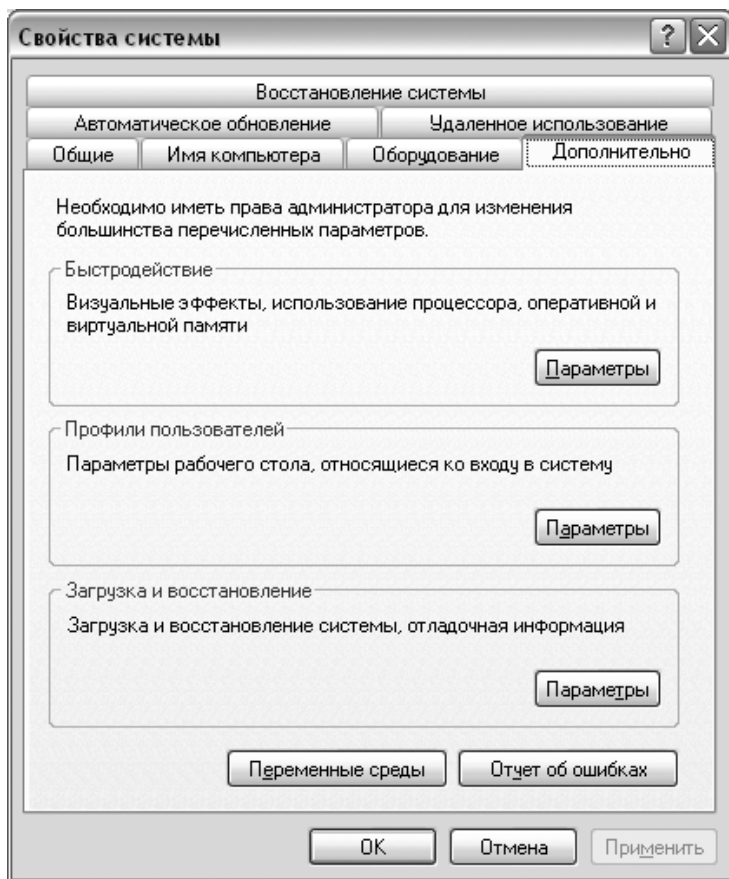 Свойства системы
Восстановление системы
Автоматическое обновление Удаленное использование
Общие Имя компьютера Оборудование Дополнительно
Необходимо иметь права администратора для изменения
большинства перечисленных параметров.
Быстродействие
Визуальные эффекты, использование процессора, оперативной и
виртуальной памяти
Параметры
Профили пользователей
Параметры рабочего стола, относящиеся ко входу в систему
Параметры
Загрузка и восстановление
Загрузка и восстановление системы, отладочная информация
Параметры
Переменные среды Отчет об ошибках
OK Отмена Применить